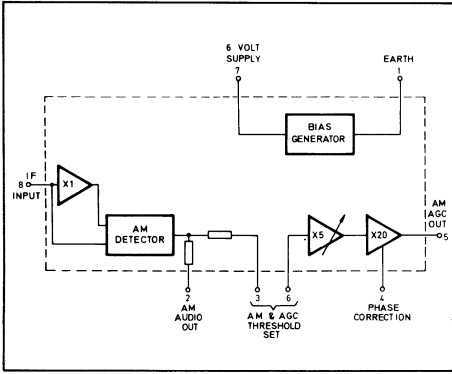 6 VOLT
SUPPLY
7
EARTH
1
BIAS
GENERATOR
IF
8
INPUT
X1
AM
DETECTOR
X5
X20
AM
AGC
OUT
5
2
AM
AUDIO
OUT
3
6
AM & AGC
THRESHOLD
SET
4
PHASE
CORRECTION